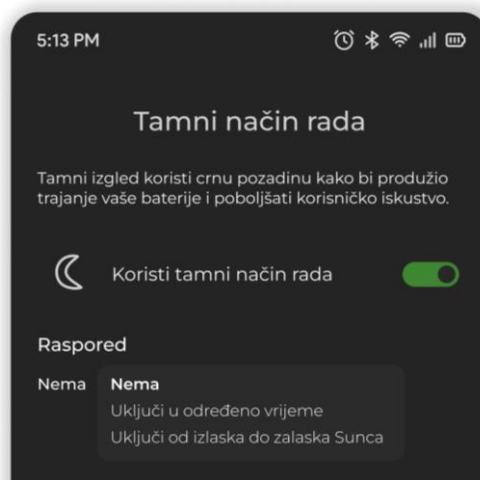 5:13 PM
Tamni način rada
Tamni izgled koristi crnu pozadinu kako bi produžio
trajanje vaše baterije i poboljšati korisničko iskustvo.
Koristi tamni način rada
Raspored
Nema Nema
Uključi u određeno vrijeme
Uključi od izlaska do zalaska Sunca